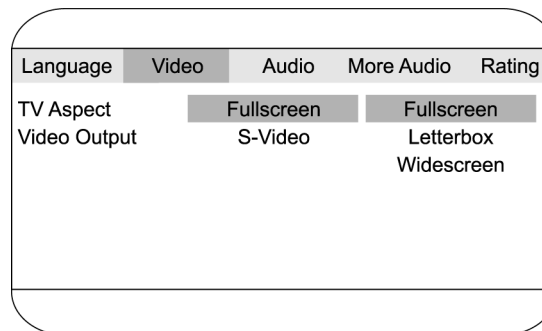 Language Video Audio More Audio Rating
TV Aspect Fullscreen Fullscreen
Video Output S-Video Letterbox
Widescreen